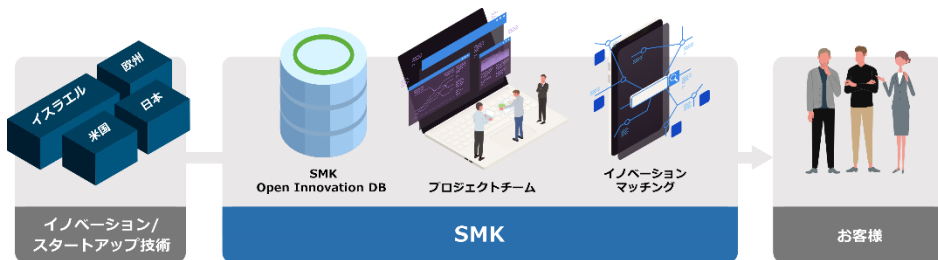 イスラエル
欧州
米国
日本
イノベーション/
スタートアップ技術
SMK
Open Innovation DB
プロジェクトチーム
イノベーション
マッチング
SMK
お客様